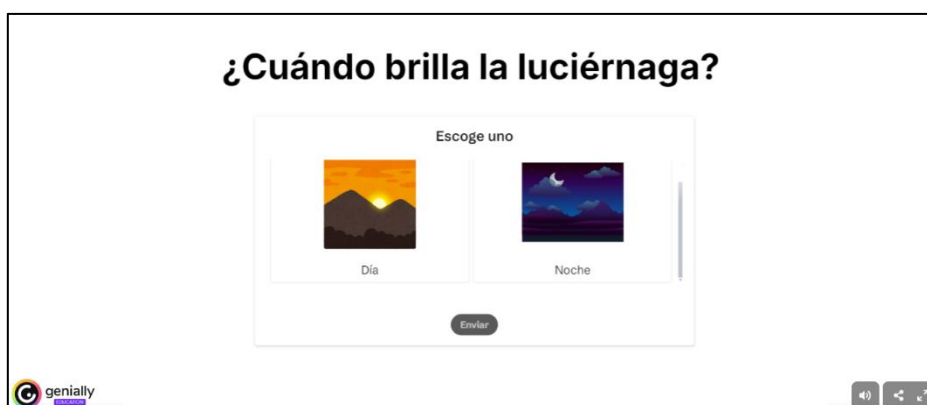 ¿Cuándo brilla la luciérnaga?
Escoge uno
Día
Noche
Enviar
genially
EDUCATION